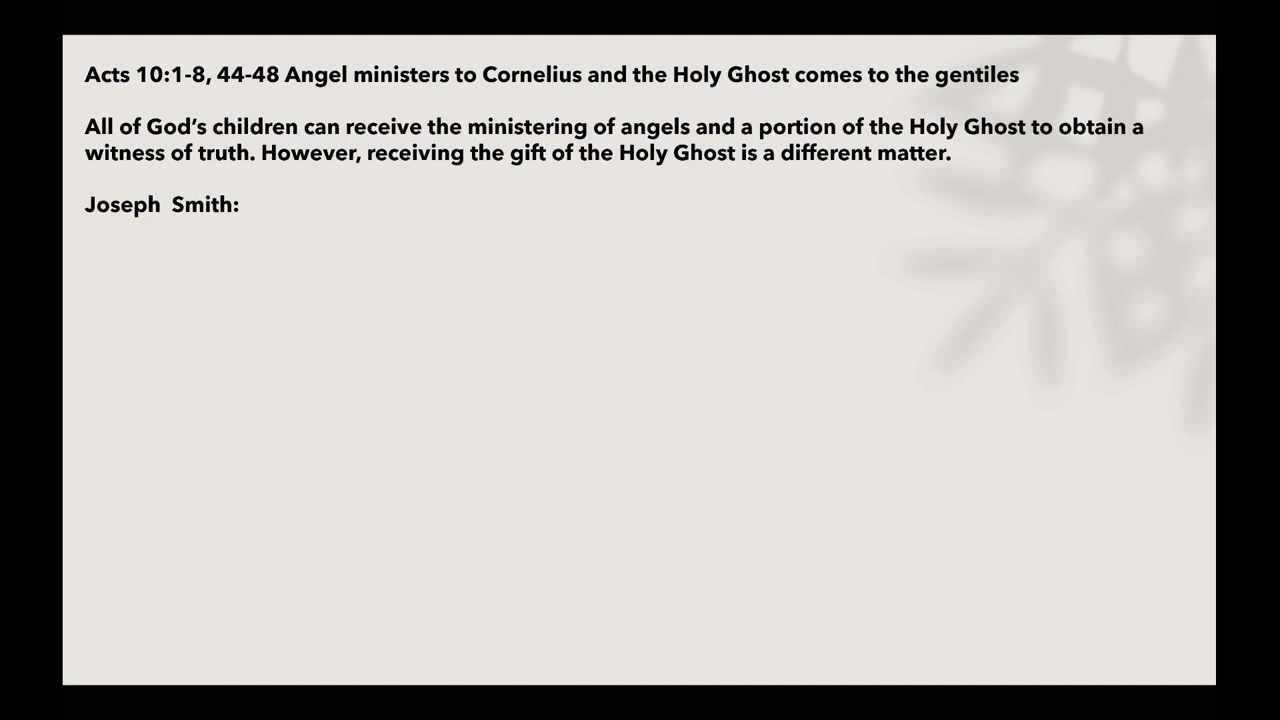 Acts 10:1-8, 44-48 Angel ministers to Cornelius and the Holy Ghost comes to the gentiles
All of God’s children can receive the ministering of angels and a portion of the Holy Ghost to obtain a
witness of truth. However, receiving the gift of the Holy Ghost is a different matter.
Joseph  Smith: